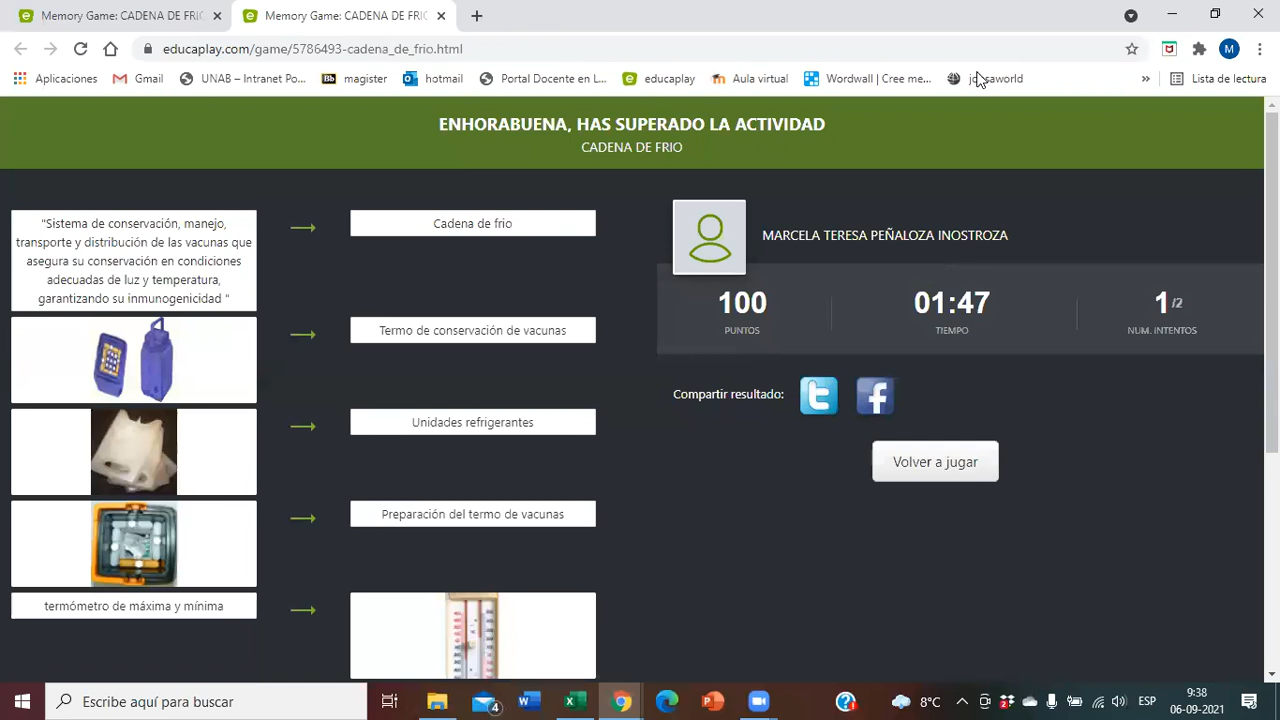 Memory Game: CADENA DE FRIO
Memory Game: CADENA DE FRIO
educaplay.com/game/5786493-cadena_de_frio.html
M
Aplicaciones
Gmail
UNAB – Intranet Po...
Bb
magister
hotmail
Portal Docente en L...
educaplay
Aula virtual
Wordwall | Cree me...
»
Lista de lectura
ENHORABUENA, HAS SUPERADO LA ACTIVIDAD
CADENA DE FRIO
"Sistema de conservación, manejo,
transporte y distribución de las vacunas que
asegura su conservación en condiciones
adecuadas de luz y temperatura,
garantizando su inmunogenicidad "
Cadena de frio
Termo de conservación de vacunas
Unidades refrigerantes
Preparación del termo de vacunas
termómetro de máxima y mínima
MARCELA TERESA PEÑALOZA INOSTROZA
100
PUNTOS
01:47
TIEMPO
1/2
NUM. INTENTOS
Compartir resultado:
Volver a jugar
Escribe aquí para buscar
4
8°C
ESP
9:38
06-09-2021